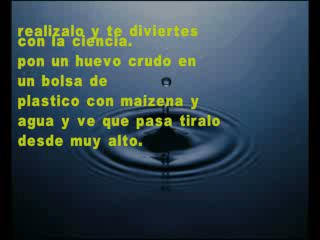 realizalo y te diviertes
con la ciencia.
pon un huevo crudo en
un bolsa de
plastico con maizena y
agua y ve que pasa tiralo
desde muy alto.